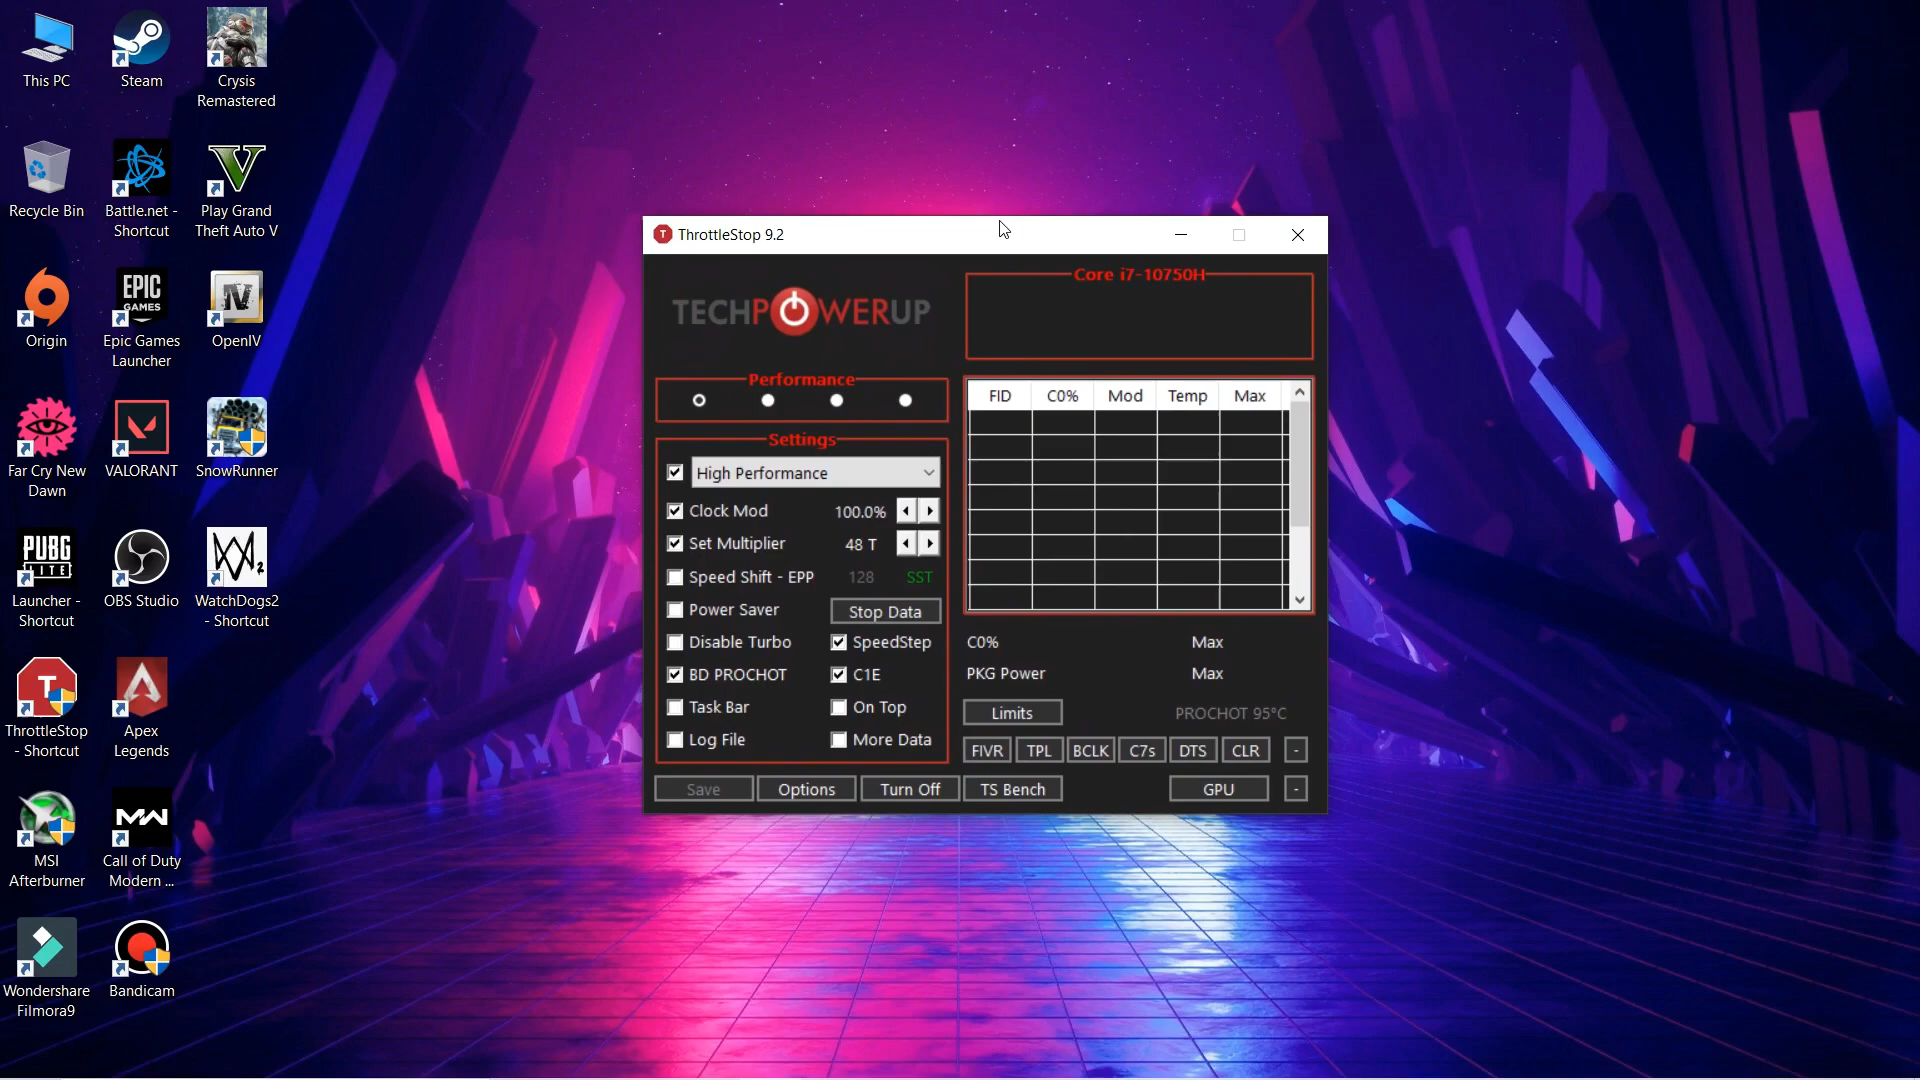 This PC
Steam
Crysis
Remastered
Recycle Bin
Battle.net -
Shortcut
Play Grand
Theft Auto V
Origin
EPIC
GAMES
Epic Games
Launcher
OpenIV
Far Cry New
Dawn
VALORANT
SnowRunner
PUBG
LITE
Launcher -
Shortcut
OBS Studio
WatchDogs2
- Shortcut
T
ThrottleStop
- Shortcut
Apex
Legends
MSI
Afterburner
MW
Call of Duty
Modern ...
Wondershare
Filmora9
Bandicam
T ThrottleStop 9.2
TECHPOWERUP
Core i7-10750H
Performance
Settings
High Performance
Clock Mod 100.0%
Set Multiplier 48 T
Speed Shift - EPP 128 SST
Power Saver Stop Data
Disable Turbo SpeedStep
BD PROCHOT C1E
Task Bar On Top
Log File More Data
Save Options Turn Off TS Bench
FID C0% Mod Temp Max
C0% Max
PKG Power Max
Limits PROCHOT 95°C
FIVR TPL BCLK C7s DTS CLR -
GPU -